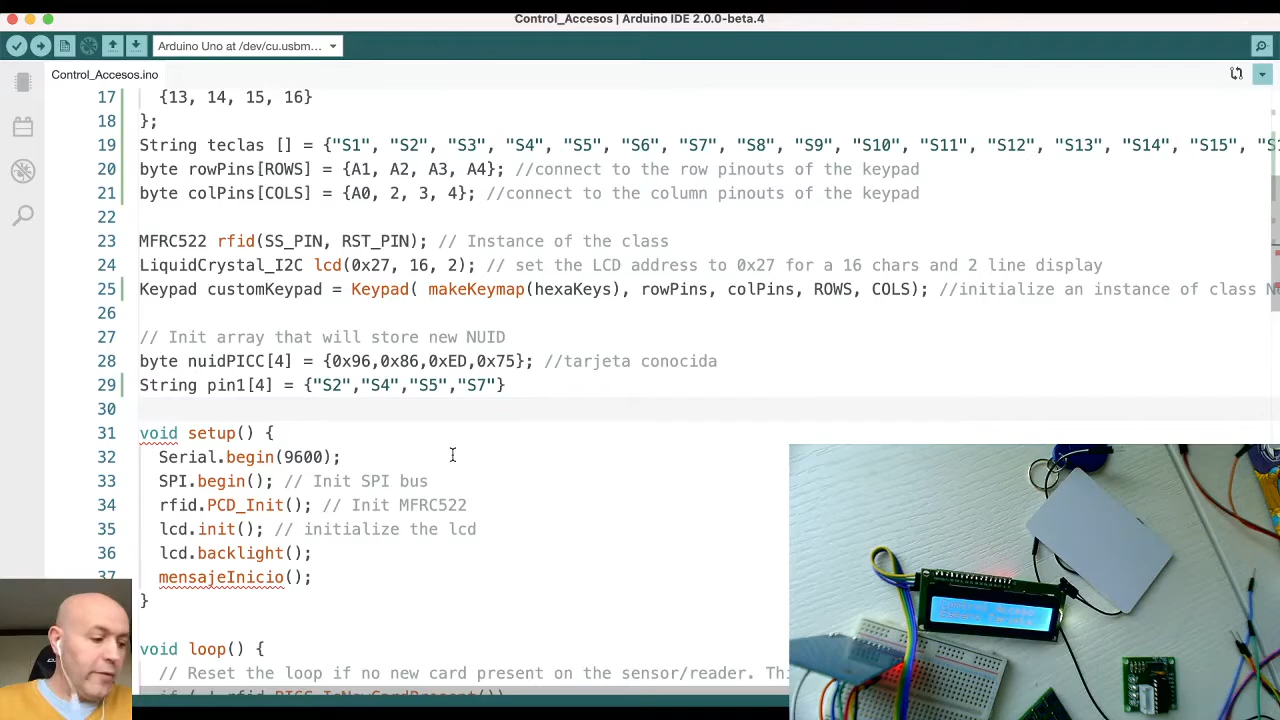 Control_Accesos | Arduino IDE 2.0.0-beta.4
Arduino Uno at /dev/cu.usbm...
Control_Accesos.ino
17 {13, 14, 15, 16}
18 };
19 String teclas [] = {"S1", "S2", "S3", "S4", "S5", "S6", "S7", "S8", "S9", "S10", "S11", "S12", "S13", "S14", "S15",
20 byte rowPins[ROWS] = {A1, A2, A3, A4}; //connect to the row pinouts of the keypad
21 byte colPins[COLS] = {A0, 2, 3, 4}; //connect to the column pinouts of the keypad
22
23 MFRC522 rfid(SS_PIN, RST_PIN); // Instance of the class
24 LiquidCrystal_I2C lcd(0x27, 16, 2); // set the LCD address to 0x27 for a 16 chars and 2 line display
25 Keypad customKeypad = Keypad( makeKeymap(hexaKeys), rowPins, colPins, ROWS, COLS); //initialize an instance of class
26
27 // Init array that will store new NUID
28 byte nuidPICC[4] = {0x96,0x86,0xED,0x75}; //tarjeta conocida
29 String pin1[4] = {"S2","S4","S5","S7"}
30
31 void setup() {
32 Serial.begin(9600);
33 SPI.begin(); // Init SPI bus
34 rfid.PCD_Init(); // Init MFRC522
35 lcd.init(); // initialize the lcd
36 lcd.backlight();
37 mensajeInicio();
}
void loop() {
// Reset the loop if no new card present on the sensor/reader.